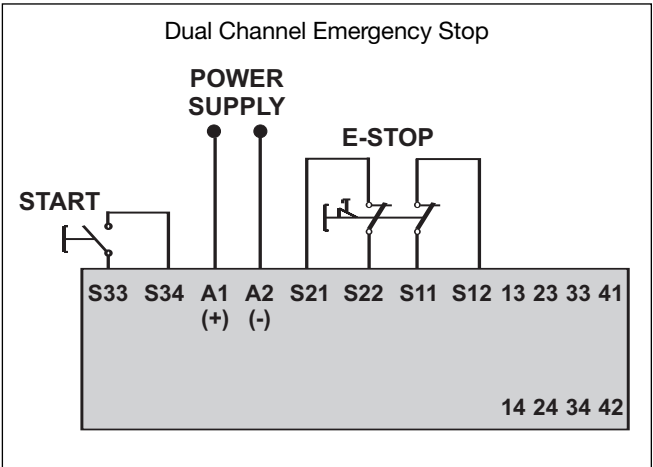 Dual Channel Emergency Stop
POWER
SUPPLY
E-STOP
START
S33 S34 A1 A2 S21 S22 S11 S12 13 23 33 41
(+) (-)
14 24 34 42